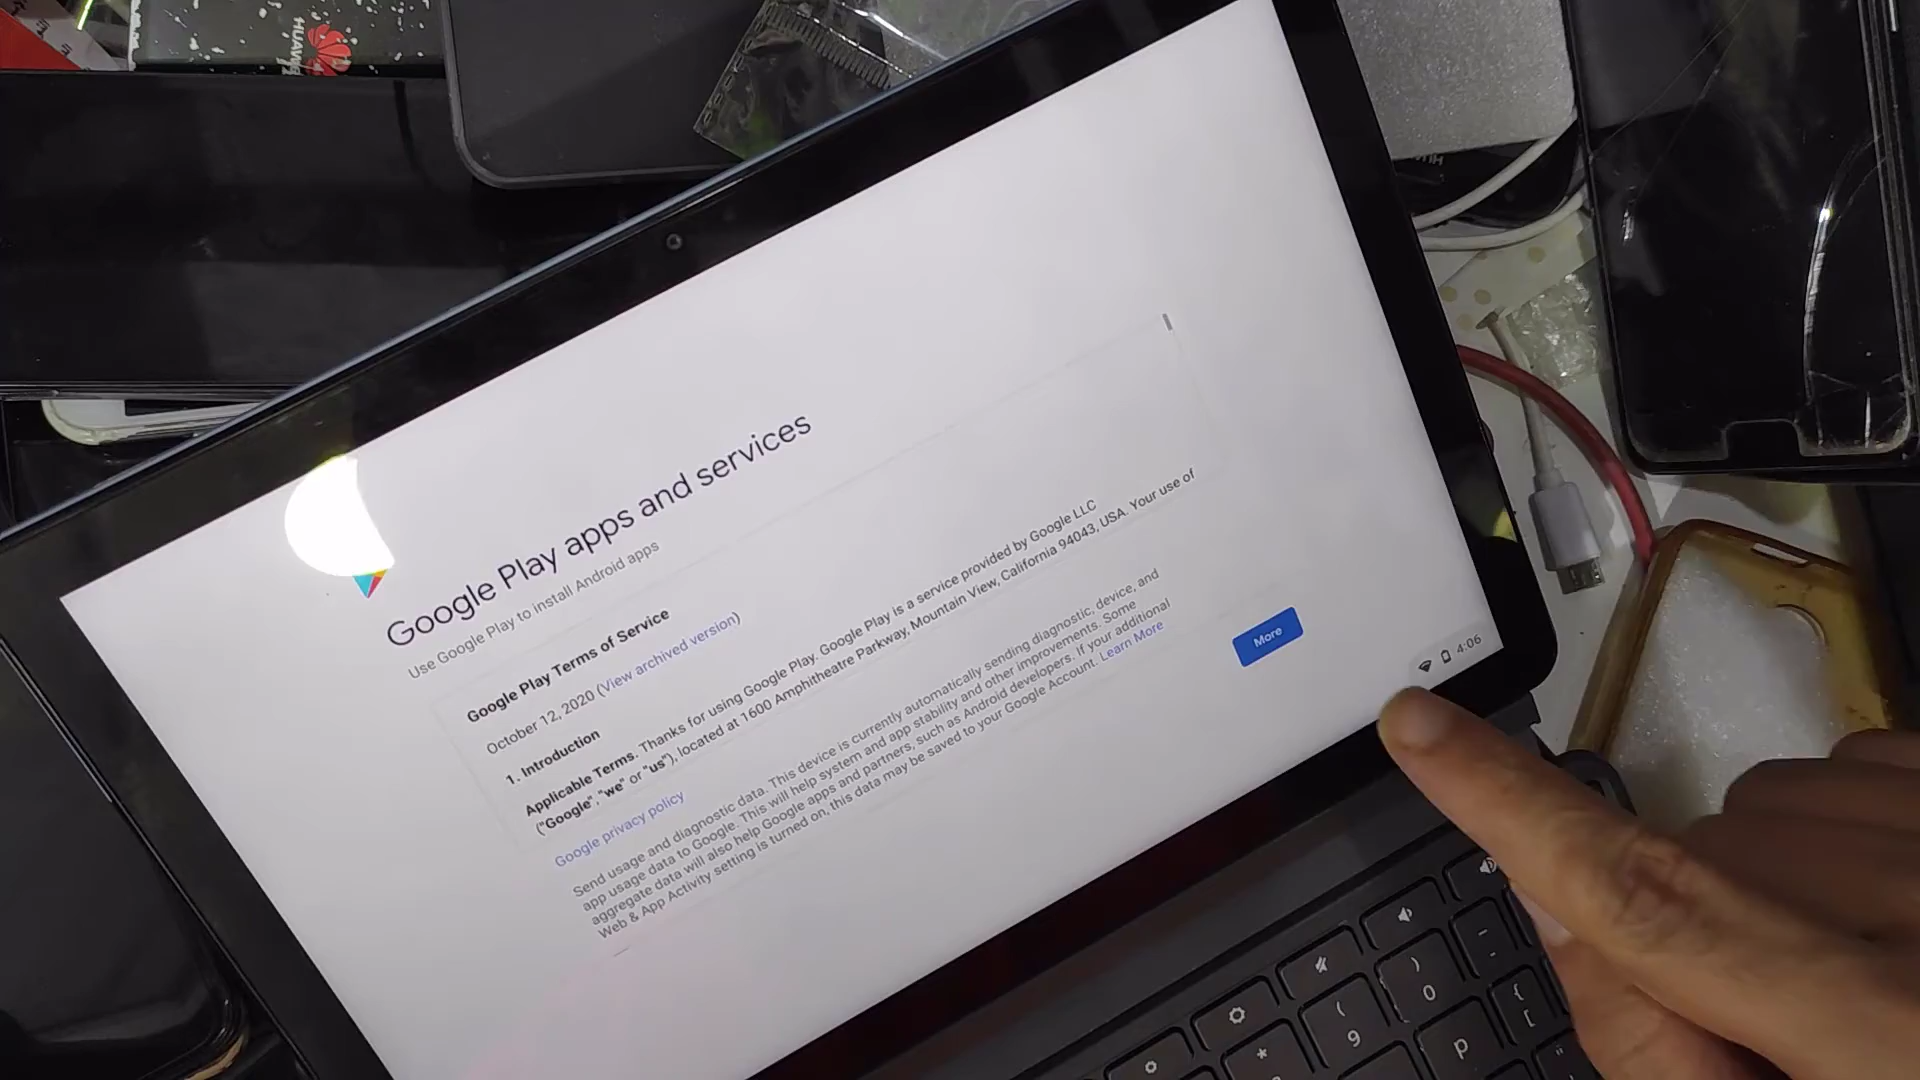 HUAWEI
Google Play apps and services
Use Google Play to install Android apps
Google Play Terms of Service
October 12, 2020 (View archived version)
1. Introduction
Applicable Terms. Thanks for using Google Play. Google Play is a service provided by Google LLC
("Google", "we" or "us"), located at 1600 Amphitheatre Parkway, Mountain View, California 94043, USA. Your use of
Google privacy policy
Send usage and diagnostic data. This device is currently automatically sending diagnostic, device, and
app usage data to Google. This will help system and app stability and other improvements. Some
aggregate data will also help Google apps and partners, such as Android developers. If your additional
Web & App Activity setting is turned on, this data may be saved to your Google Account. Learn More
More
4:06
) 0
( 9
*
P
{ [
- -
"